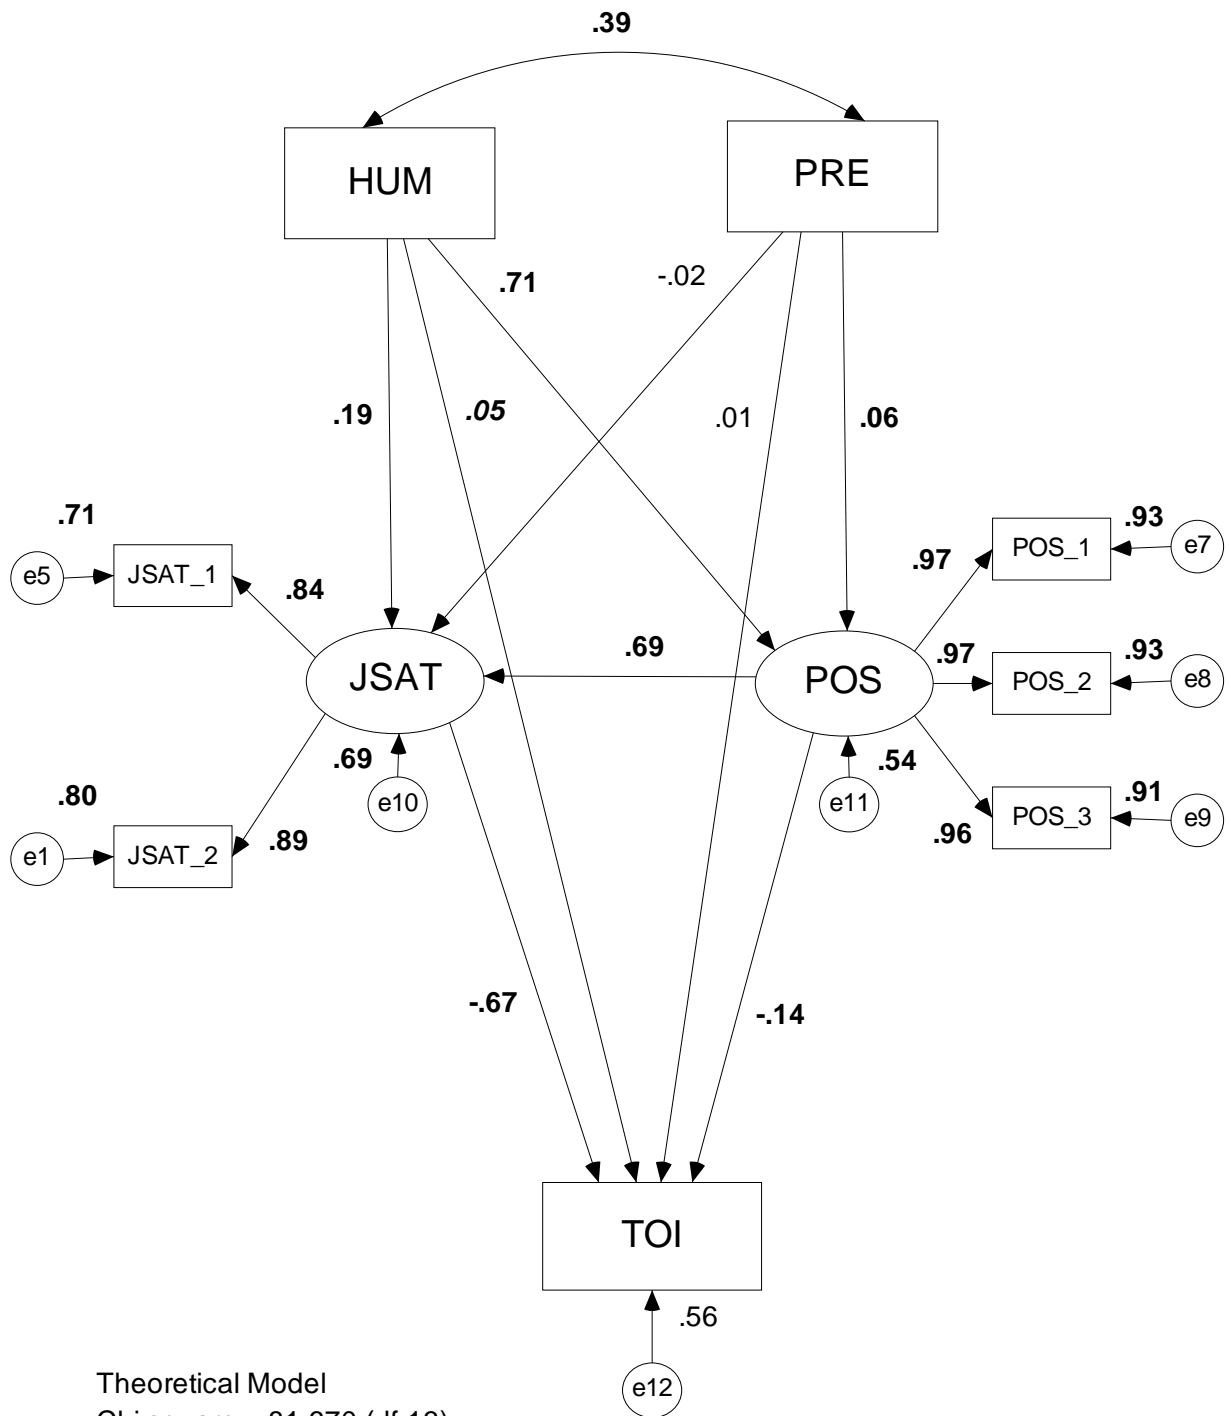 .39
HUM
PRE
.71
-.02
.19
.05
.01
.06
.71
.93
e5
JSAT_1
.84
.97
POS_1
e7
.69
.97
.93
JSAT
POS
POS_2
e8
.69
e10
e11
.54
.80
.91
e1
JSAT_2
.89
.96
POS_3
e9
-.67
-.14
TOI
.56
e12
Theoretical Model